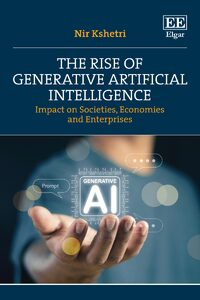 EE
Elgar
Nir Kshetri
THE RISE OF
GENERATIVE ARTIFICIAL
INTELLIGENCE
Impact on Societies, Economies
and Enterprises
Prompt
GENERATIVE
AI